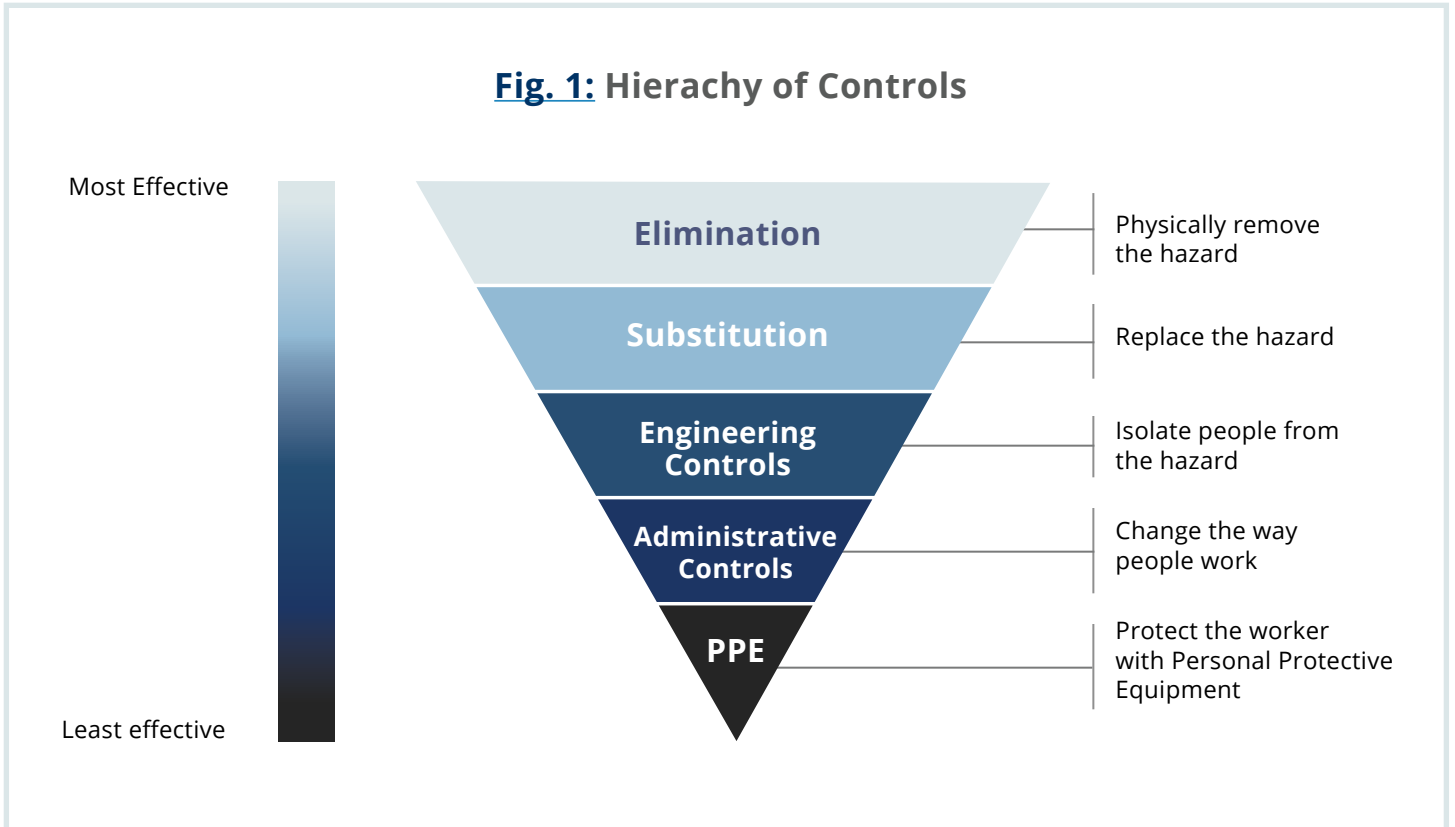 Fig. 1: Hierachy of Controls
Most Effective
Elimination
Physically remove
the hazard
Substitution
Replace the hazard
Engineering
Controls
Isolate people from
the hazard
Administrative
Controls
Change the way
people work
PPE
Protect the worker
with Personal Protective
Equipment
Least effective